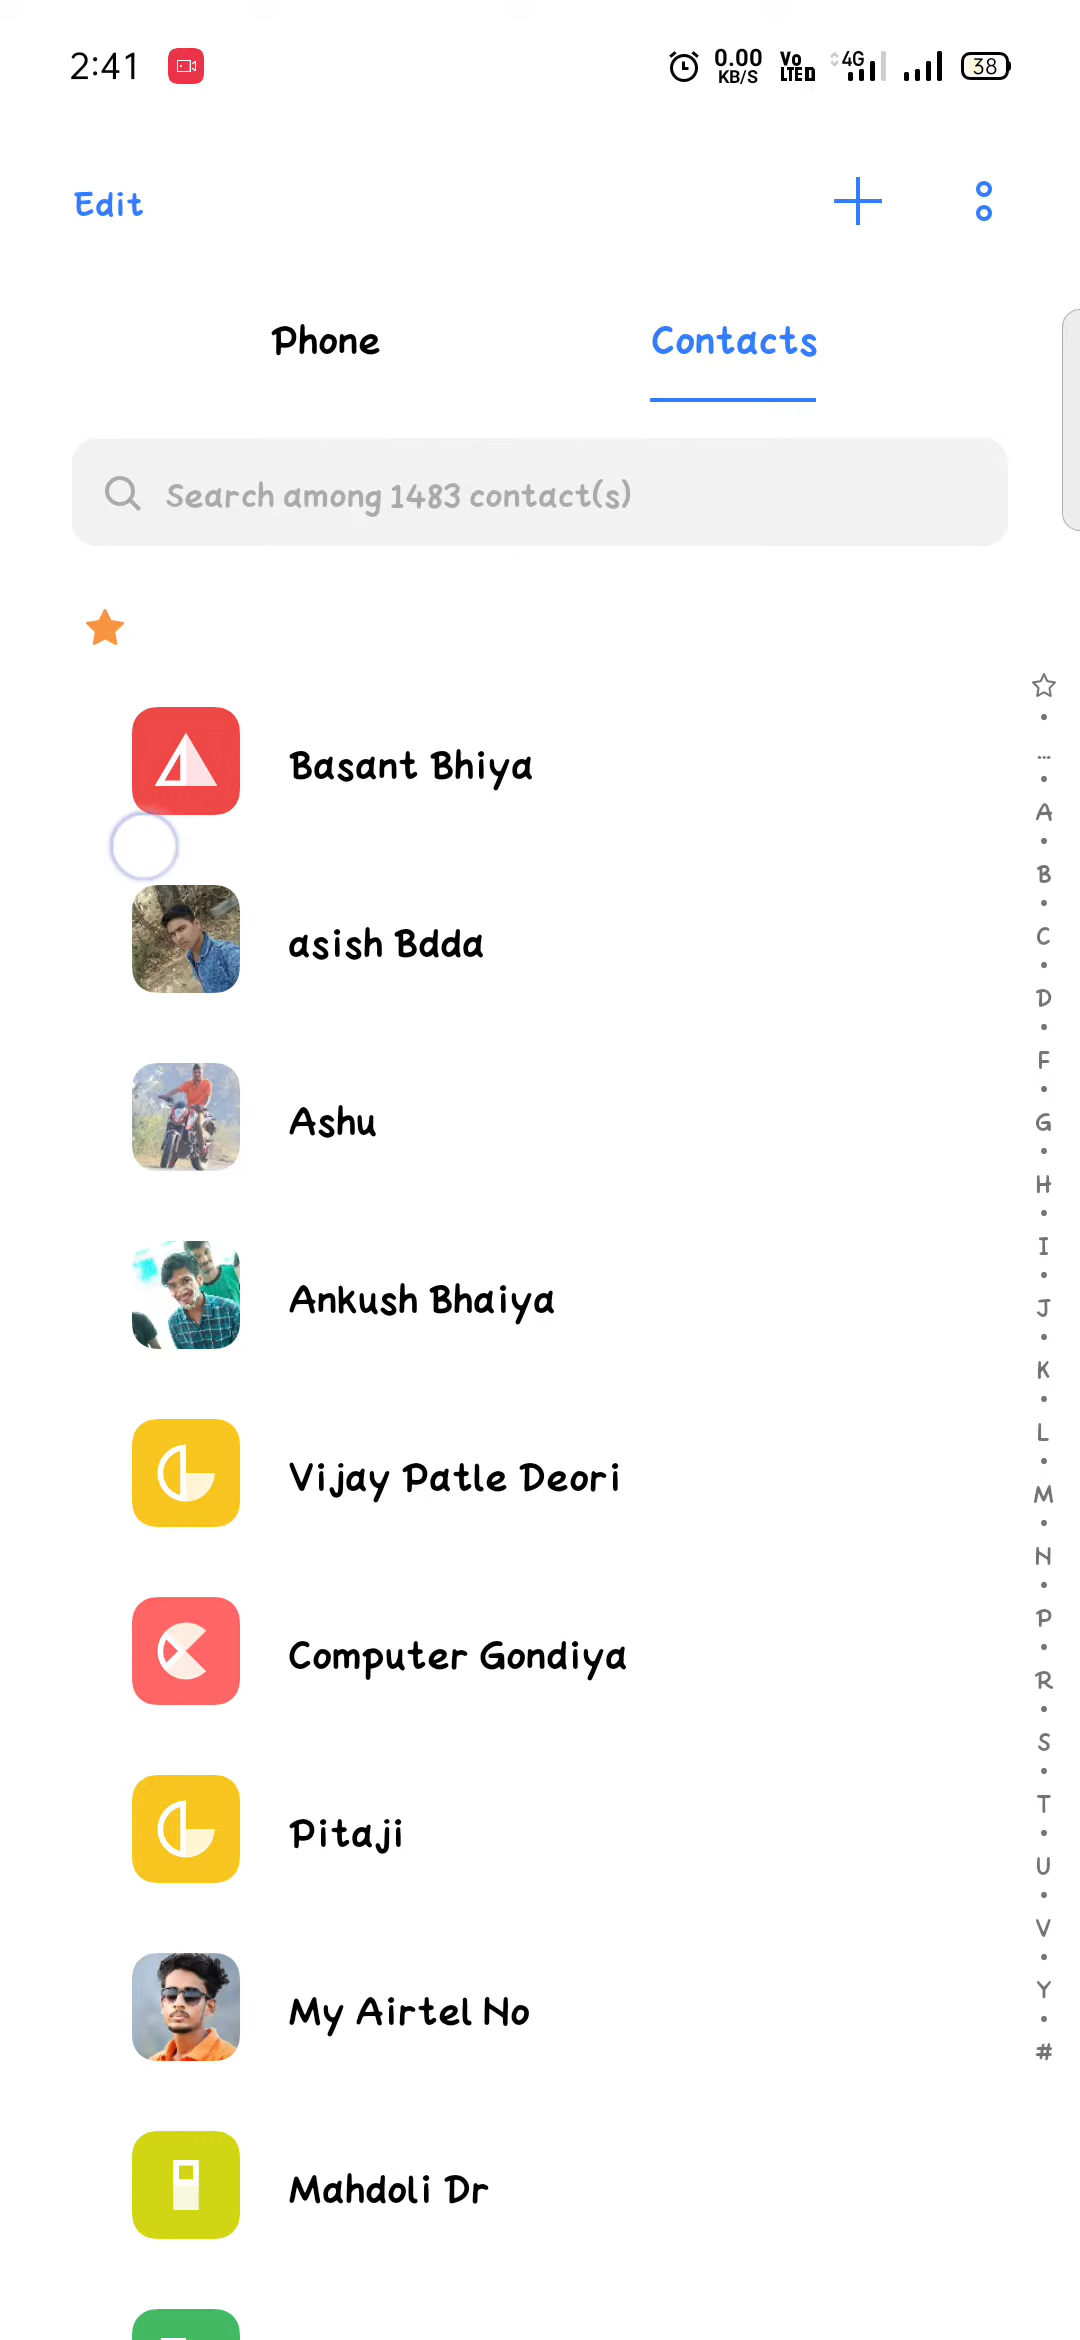 2:41
0.00 KB/S
Vo LTE
4G
38
Edit
Phone
Contacts
Search among 1483 contact(s)
Basant Bhiya
asish Bdda
Ashu
Ankush Bhaiya
Vijay Patle Deori
Computer Gondiya
Pitaji
My Airtel No
Mahdoli Dr
...
A
B
C
D
F
G
H
I
J
K
L
M
N
P
R
S
T
U
V
Y
#